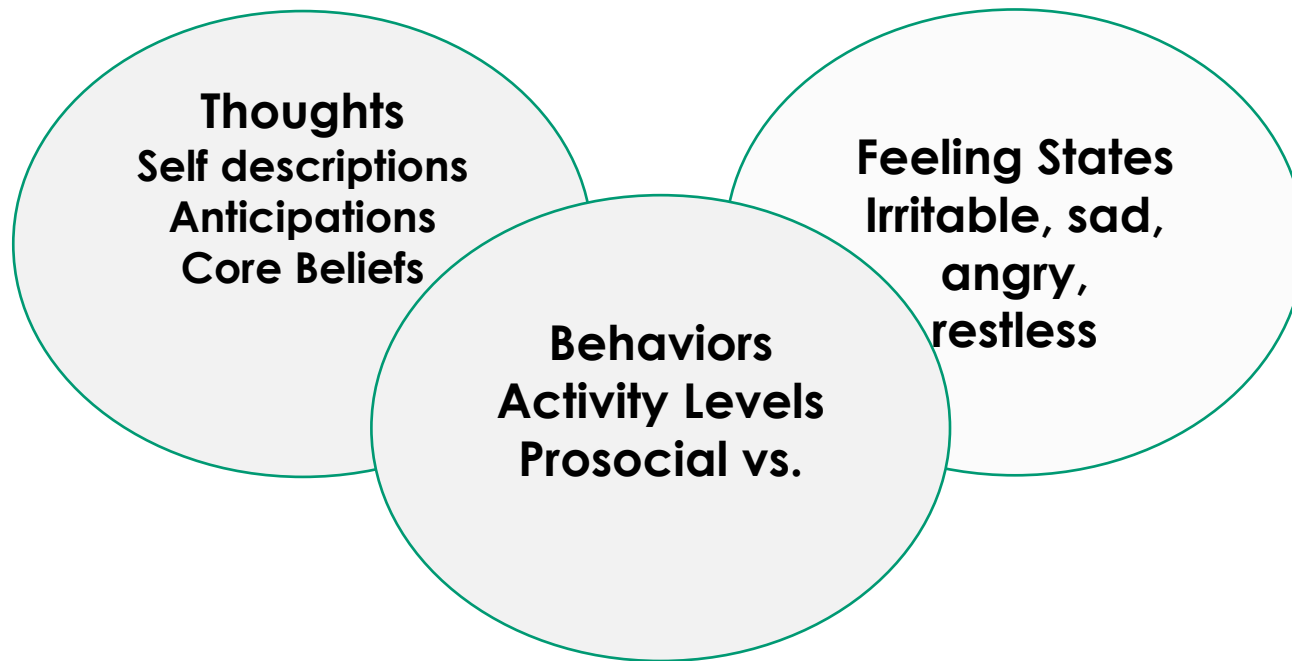 Thoughts
Self descriptions
Anticipations
Core Beliefs
Feeling States
Irritable, sad,
angry,
restless
Behaviors
Activity Levels
Prosocial vs.